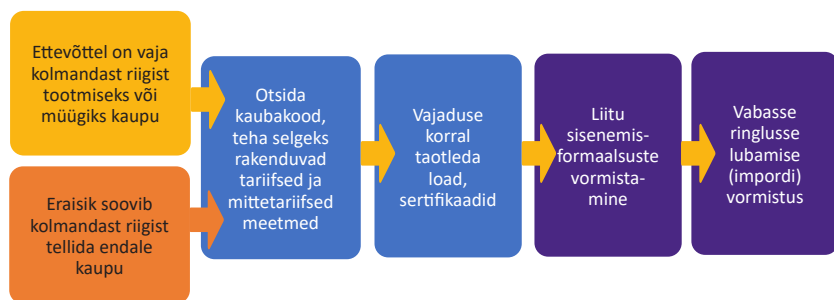 Ettevõttel on vaja
kolmandast riigist
tootmiseks või
müügiks kaupu
Eraisik soovib
kolmandast riigist
tellida endale
kaupu
Otsida
kaubakood,
teha selgeks
rakenduvad
tariifsed ja
mittetariifsed
meetmed
Vajaduse
korral
taotleda
load,
sertifikaadid
Liitu
sisenemis-
formaalsuste
vormista-
mine
Vabasse
ringlusse
lubamise
(impordi)
vormistus